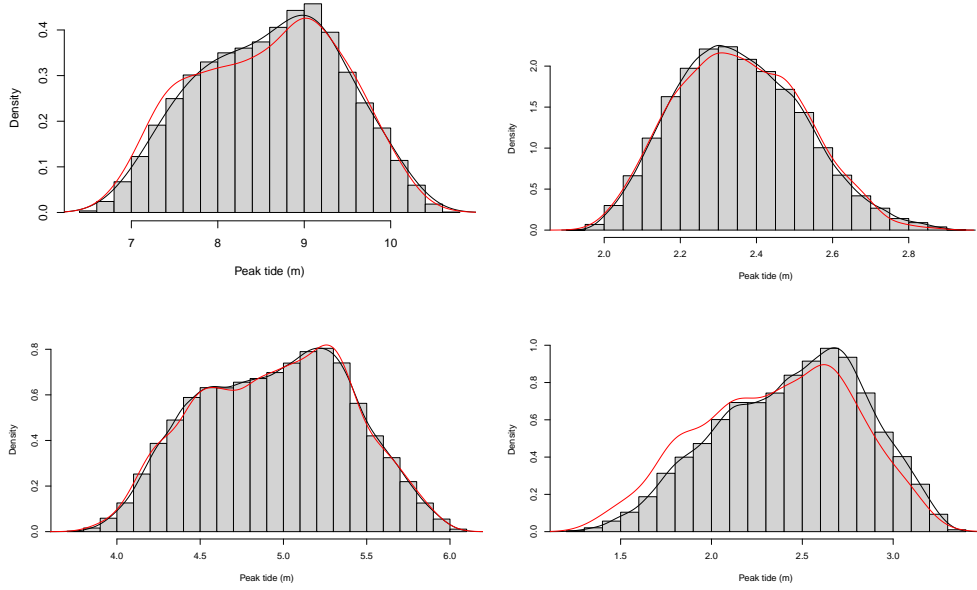 Density
0.0 0.1 0.2 0.3 0.4
7 8 9 10
Peak tide (m)
Density
0.0 0.5 1.0 1.5 2.0
2.0 2.2 2.4 2.6 2.8
Peak tide (m)
Density
0.0 0.2 0.4 0.6 0.8
4.0 4.5 5.0 5.5 6.0
Peak tide (m)
Density
0.0 0.2 0.4 0.6 0.8 1.0
1.5 2.0 2.5 3.0
Peak tide (m)